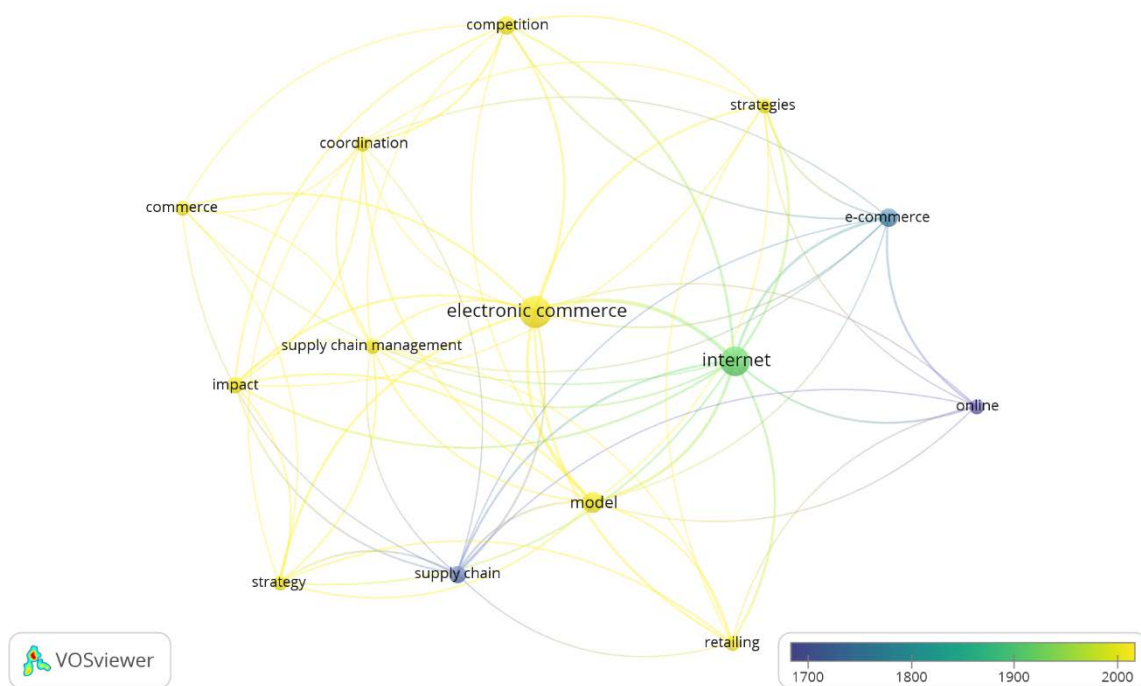 competition
strategies
coordination
commerce
e-commerce
electronic commerce
supply chain management
internet
impact
online
model
supply chain
strategy
retailing
VOSviewer
1700 1800 1900 2000